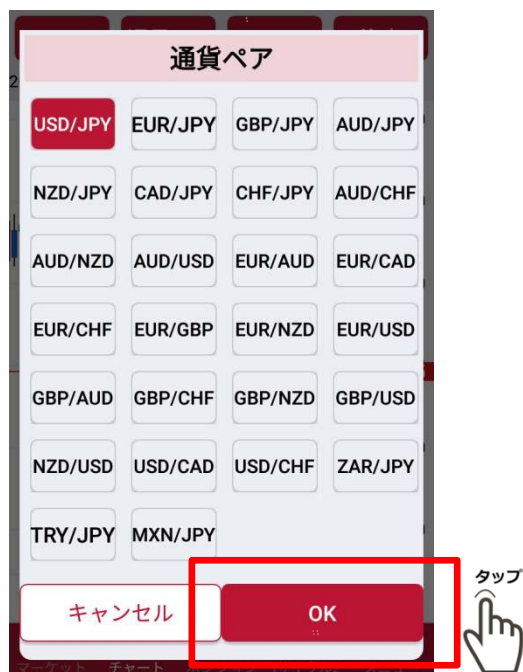 2
通貨ペア
USD/JPY EUR/JPY GBP/JPY AUD/JPY
NZD/JPY CAD/JPY CHF/JPY AUD/CHF
AUD/NZD AUD/USD EUR/AUD EUR/CAD
EUR/CHF EUR/GBP EUR/NZD EUR/USD
GBP/AUD GBP/CHF GBP/NZD GBP/USD
NZD/USD USD/CAD USD/CHF ZAR/JPY
TRY/JPY MXN/JPY
タップ
キャンセル OK
マーケット チャート